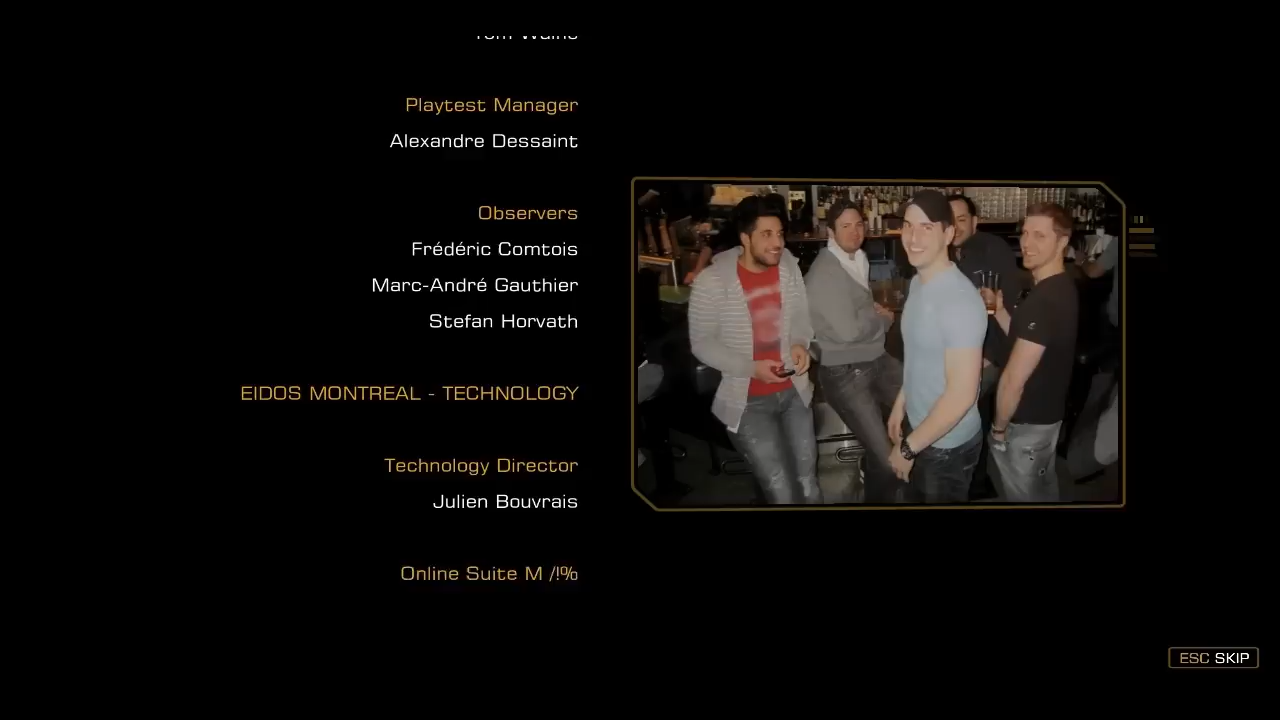 Playtest Manager
Alexandre Dessaint
Observers
Frédéric Comtois
Marc-André Gauthier
Stefan Horvath
EIDOS MONTREAL - TECHNOLOGY
Technology Director
Julien Bouvrais
Online Suite M /!%
ESC SKIP